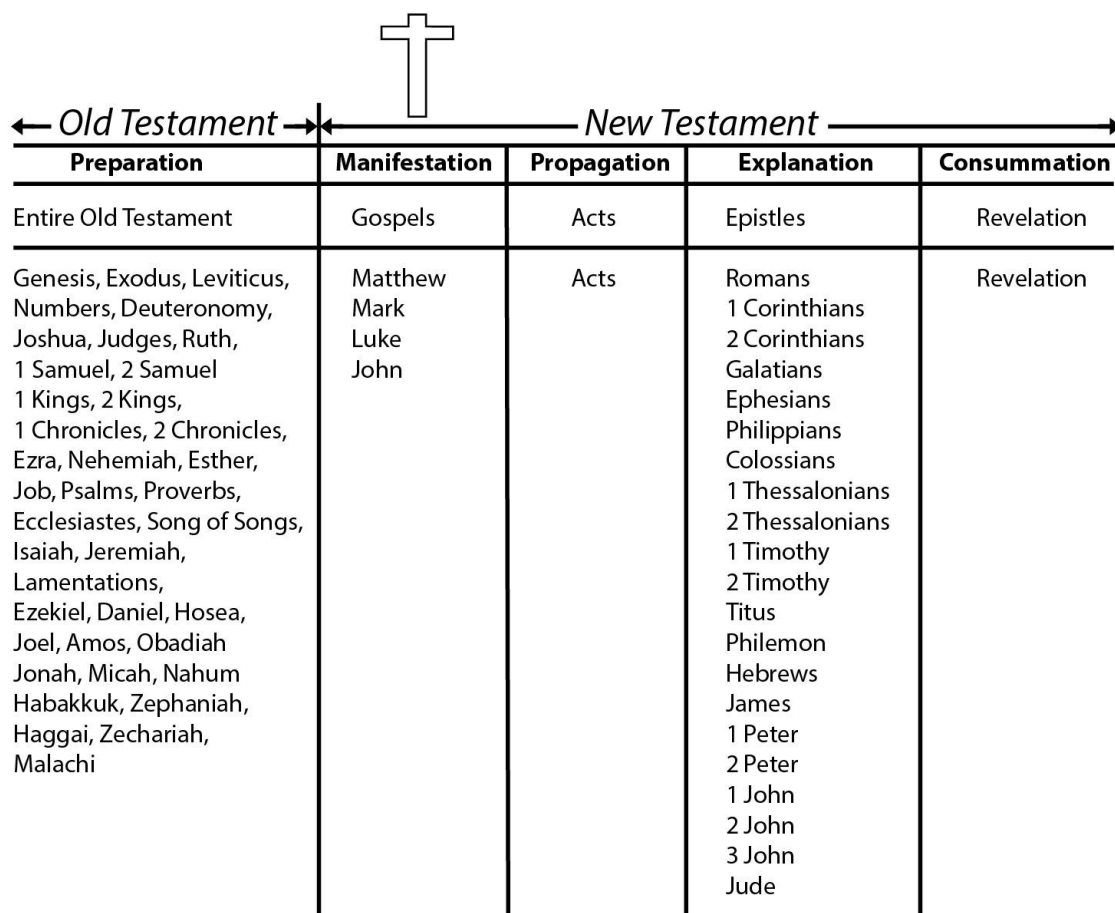 Old Testament
New Testament
Preparation
Manifestation
Propagation
Explanation
Consummation
Entire Old Testament
Gospels
Acts
Epistles
Revelation
Genesis, Exodus, Leviticus,
Numbers, Deuteronomy,
Joshua, Judges, Ruth,
1 Samuel, 2 Samuel
1 Kings, 2 Kings,
1 Chronicles, 2 Chronicles,
Ezra, Nehemiah, Esther,
Job, Psalms, Proverbs,
Ecclesiastes, Song of Songs,
Isaiah, Jeremiah,
Lamentations,
Ezekiel, Daniel, Hosea,
Joel, Amos, Obadiah
Jonah, Micah, Nahum
Habakkuk, Zephaniah,
Haggai, Zechariah,
Malachi
Matthew
Mark
Luke
John
Acts
Romans
1 Corinthians
2 Corinthians
Galatians
Ephesians
Philippians
Colossians
1 Thessalonians
2 Thessalonians
1 Timothy
2 Timothy
Titus
Philemon
Hebrews
James
1 Peter
2 Peter
1 John
2 John
3 John
Jude
Revelation